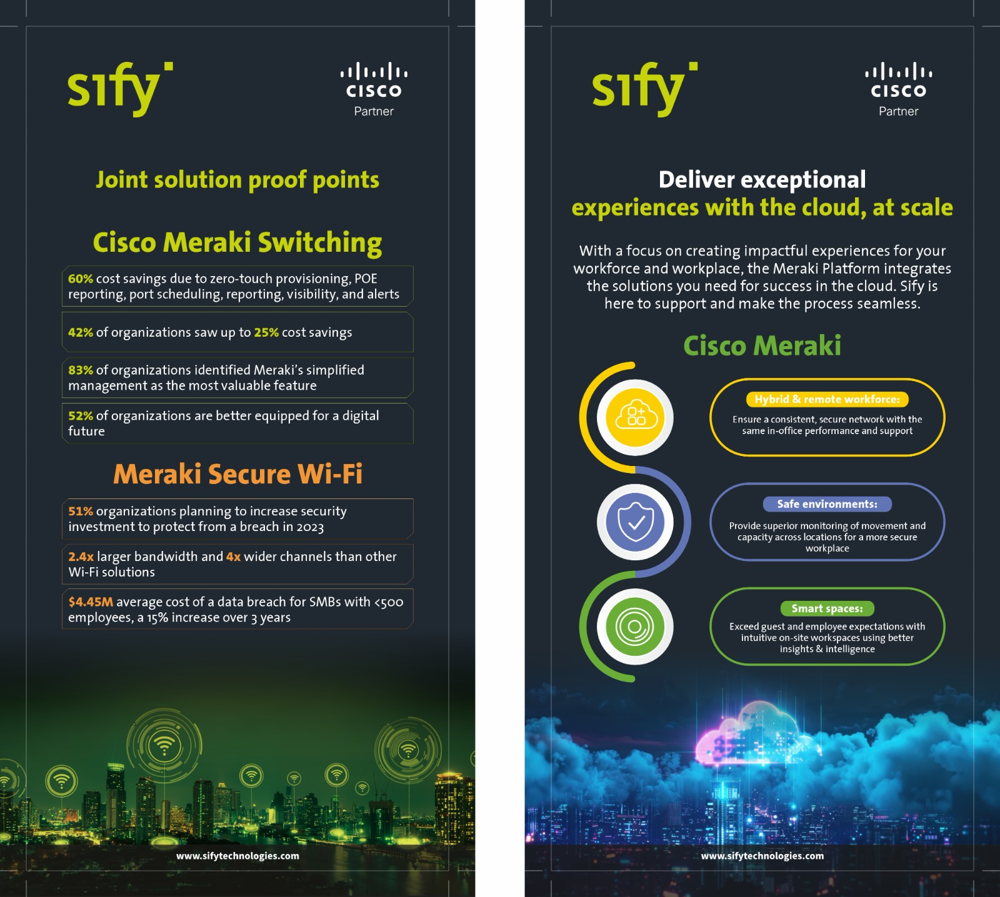 sify
CISCO
Partner
Joint solution proof points
Cisco Meraki Switching
60% cost savings due to zero-touch provisioning, POE
reporting, port scheduling, reporting, visibility, and alerts
42% of organizations saw up to 25% cost savings
83% of organizations identified Meraki's simplified
management as the most valuable feature
52% of organizations are better equipped for a digital
future
Meraki Secure Wi-Fi
51% organizations planning to increase security
investment to protect from a breach in 2023
2.4x larger bandwidth and 4x wider channels than other
Wi-Fi solutions
$4.45M average cost of a data breach for SMBs with <500
employees, a 15% increase over 3 years
www.sifytechnologies.com
sify
CISCO
Partner
Deliver exceptional
experiences with the cloud, at scale
With a focus on creating impactful experiences for your
workforce and workplace, the Meraki Platform integrates
the solutions you need for success in the cloud. Sify is
here to support and make the process seamless.
Cisco Meraki
Hybrid & remote workforce:
Ensure a consistent, secure network with the
same in-office performance and support
Safe environments:
Provide superior monitoring of movement and
capacity across locations for a more secure
workplace
Smart spaces:
Exceed guest and employee expectations with
intuitive on-site workspaces using better
insights & intelligence
www.sifytechnologies.com